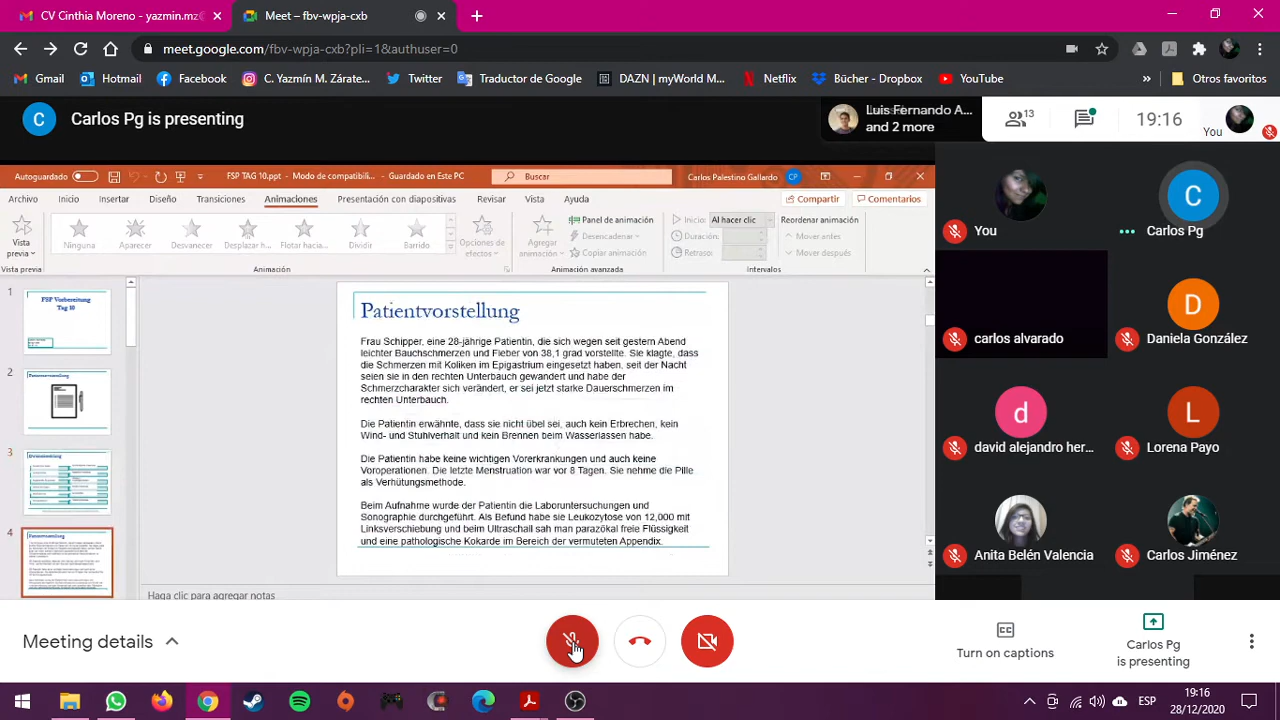 CV Cinthia Moreno - yazmin.mz
Meet – fbv-wpja-cxb
meet.google.com/fbv-wpja-cxb?pli=1&authuser=0
Gmail
Hotmail
Facebook
C. Yazmín M. Zárate...
Twitter
Traductor de Google
DAZN | myWorld M...
Netflix
Bücher - Dropbox
YouTube
»
Otros favoritos
C
Carlos Pg is presenting
Luis Fernando A...
and 2 more
13
19:16
You
Autoguardado
FSP TAG 10.ppt - Modo de compatibili...
Guardado en Este PC
Buscar
Carlos Palestino Gallardo
CP
Archivo
Inicio
Insertar
Diseño
Transiciones
Animaciones
Presentación con diapositivas
Revisar
Vista
Ayuda
Compartir
Comentarios
Vista previa
Ninguna
Aparecer
Desvanecer
Desplazar h...
Flotar hacia...
Dividir
Barrido
Opciones de efectos
Agregar animación
Panel de animación
Desencadenar
Copiar animación
Inicio: Al hacer clic
Duración:
Retraso:
Reordenar animación
Mover antes
Mover después
Vista previa
Animación
Animación avanzada
Intervalos
1
FSP Vorbereitung
Tag 10
2
3
4
Patientvorstellung
Frau Schipper, eine 28-jährige Patientin, die sich wegen seit gestern Abend
leichter Bauchschmerzen und Fieber von 38,1 grad vorstellte. Sie klagte, dass
die Schmerzen mit Koliken im Epigastrium eingesetzt haben, seit der Nacht
seien sie in den rechten Unterbauch gewandert und habe der
Schmerzcharakter sich verändert, er sei jetzt starke Dauerschmerzen im
rechten Unterbauch.
Die Patientin erwähnte, dass sie nicht übel sei, auch kein Erbrechen, kein
Wind- und Stuhlverhalt und kein Brennen beim Wasserlassen habe.
Die Patientin habe keine wichtigen Vorerkrankungen und auch keine
Voroperationen. Die letzte Menstruation war vor 8 Tagen. Sie nehme die Pille
als Verhütungsmethode.
Beim Aufnahme wurde der Patientin die Laboruntersuchungen und
Sonographie durchgeführt. Als Befund habe sie Leukozytose von 12,000 mit
Linksverschiebung und beim Ultraschall sah man parazökal freie Flüssigkeit
und eine pathologische Kokarde im Bereich der vermuteten Appendix.
Haga clic para agregar notas
You
C
Carlos Pg
carlos alvarado
D
Daniela González
d
david alejandro her...
L
Lorena Payo
Anita Belén Valencia
Carlos Jiménez
Meeting details
CC
Turn on captions
Carlos Pg
is presenting
ESP
19:16
28/12/2020